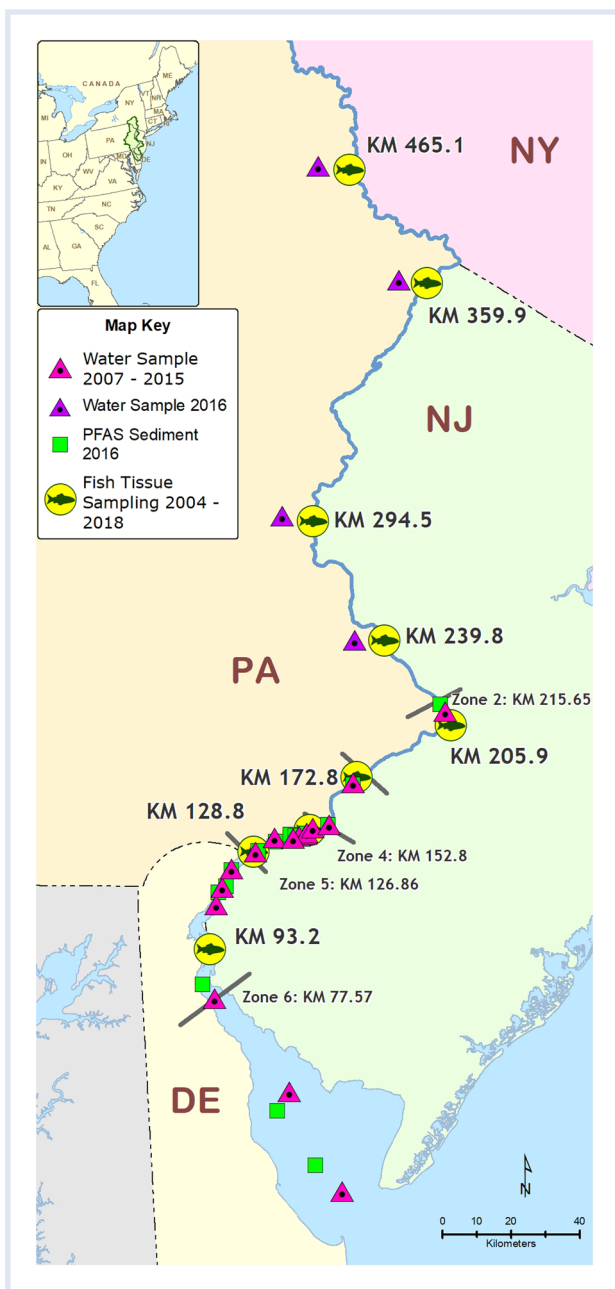 CANADA
ME
VT
NH
NY
MA
CT
RI
MI
PA
NJ
OH
MD
DE
IN
WV
VA
KY
NC
TN
SC
AL
GA
FL
KM 465.1
NY
KM 359.9
Map Key
Water Sample
2007 - 2015
Water Sample 2016
PFAS Sediment
2016
Fish Tissue
Sampling 2004 -
2018
NJ
KM 294.5
KM 239.8
PA
Zone 2: KM 215.65
KM 205.9
KM 172.8
KM 128.8
Zone 4: KM 152.8
Zone 5: KM 126.86
KM 93.2
Zone 6: KM 77.57
DE
N
0 10 20 40
Kilometers